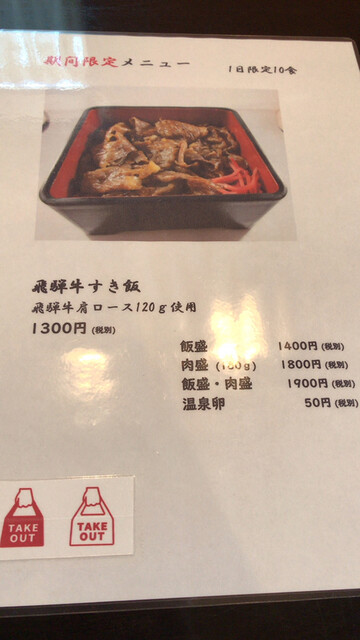 期間限定メニュー
1日限定10食
飛騨牛すき飯
飛騨牛肩ロース120g使用
1300円(税別)
飯盛 1400円(税別)
肉盛 (180g) 1800円(税別)
飯盛・肉盛 1900円(税別)
温泉卵 50円(税別)
TAKE
OUT
TAKE
OUT